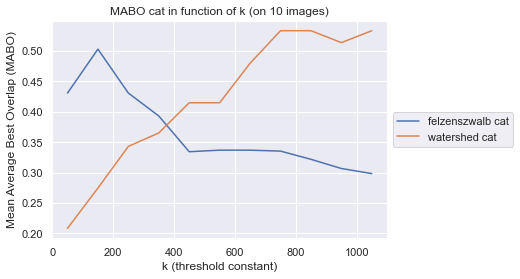 MABO cat in function of k (on 10 images)
Mean Average Best Overlap (MABO)
0.50
0.45
0.40
0.35
0.30
0.25
0.20
0 200 400 600 800 1000
k (threshold constant)
felzenszwalb cat
watershed cat